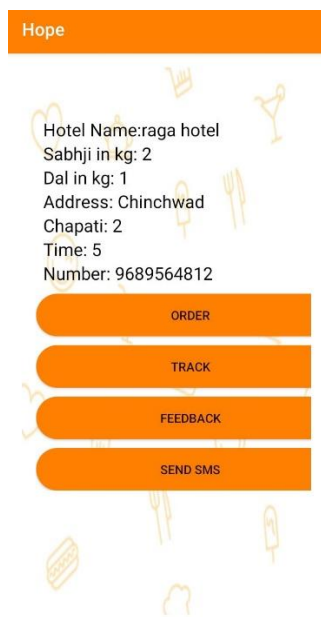 Hope
Hotel Name:raga hotel
Sabhji in kg: 2
Dal in kg: 1
Address: Chinchwad
Chapati: 2
Time: 5
Number: 9689564812
ORDER
TRACK
FEEDBACK
SEND SMS